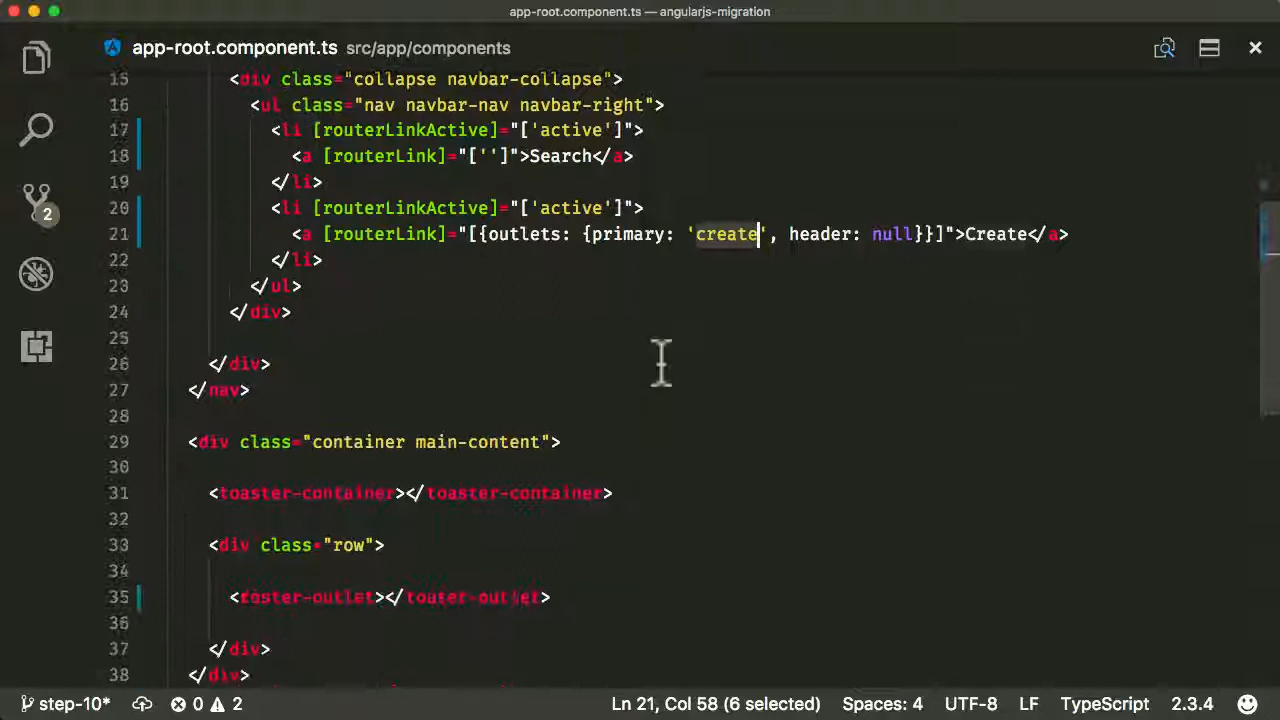 app-root.component.ts — angularjs-migration
app-root.component.ts src/app/components
15 <div class="collapse navbar-collapse">
16 <ul class="nav navbar-nav navbar-right">
17 <li [routerLinkActive]="['active']">
18 <a [routerLink]="['']">Search</a>
19 </li>
20 <li [routerLinkActive]="['active']">
21 <a [routerLink]="[{outlets: {primary: 'create', header: null}}]">Create</a>
22 </li>
23 </ul>
24 </div>
25
26 </div>
27 </nav>
28
29 <div class="container main-content">
30
31 <toaster-container></toaster-container>
32
33 <div class="row">
34
35
36
37 </div>
38 </div>
2
step-10* 0 2 Ln 21, Col 58 (6 selected) Spaces: 4 UTF-8 LF TypeScript 2.3.4